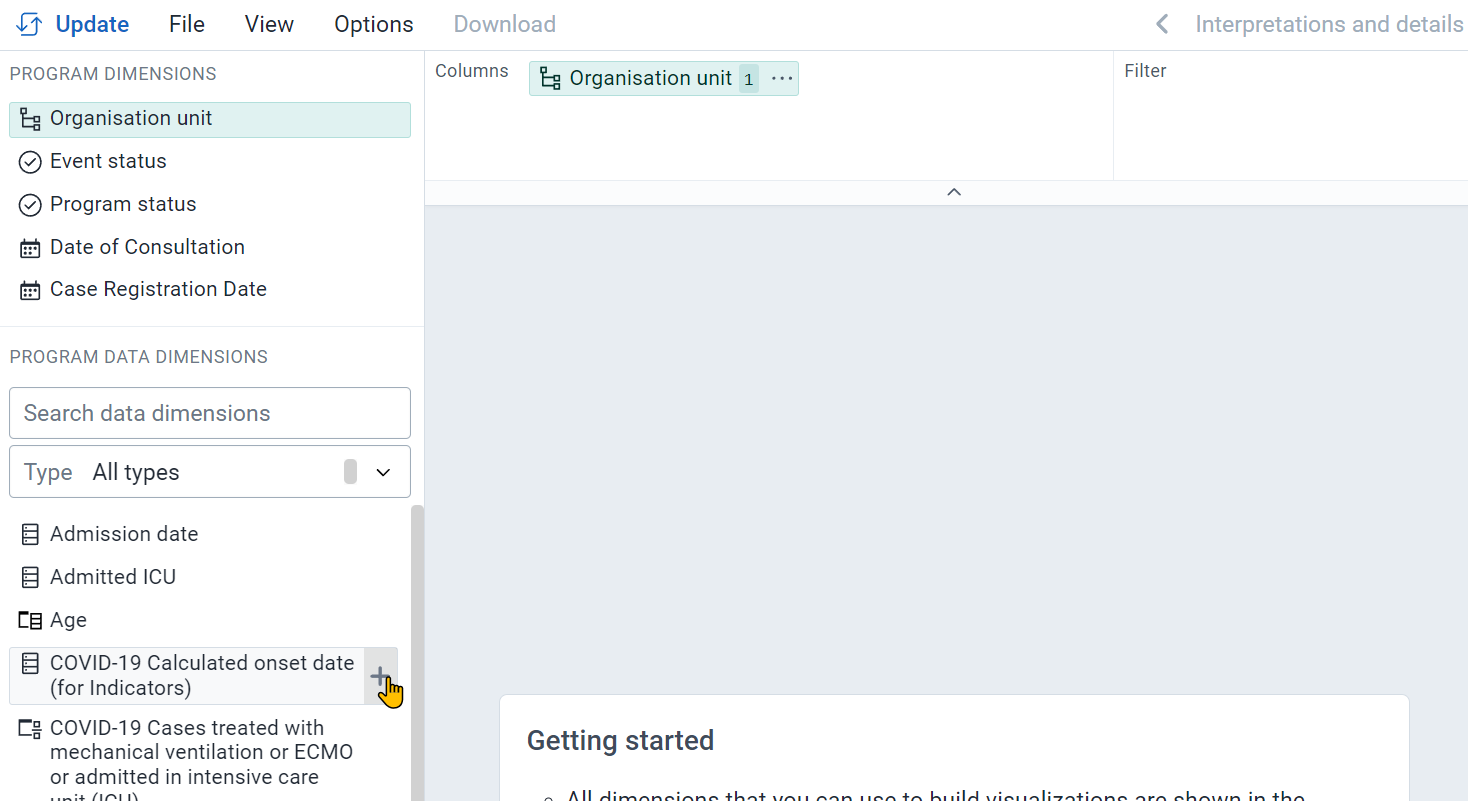 Update File View Options Download Interpretations and details
PROGRAM DIMENSIONS
Organisation unit
Event status
Program status
Date of Consultation
Case Registration Date
PROGRAM DATA DIMENSIONS
Search data dimensions
Type All types
Admission date
Admitted ICU
Age
COVID-19 Calculated onset date
(for Indicators)
COVID-19 Cases treated with
mechanical ventilation or ECMO
or admitted in intensive care
unit (ICU)
Columns
Organisation unit 1 ...
Filter
Getting started
All dimensions that you can use to build visualizations are shown in the